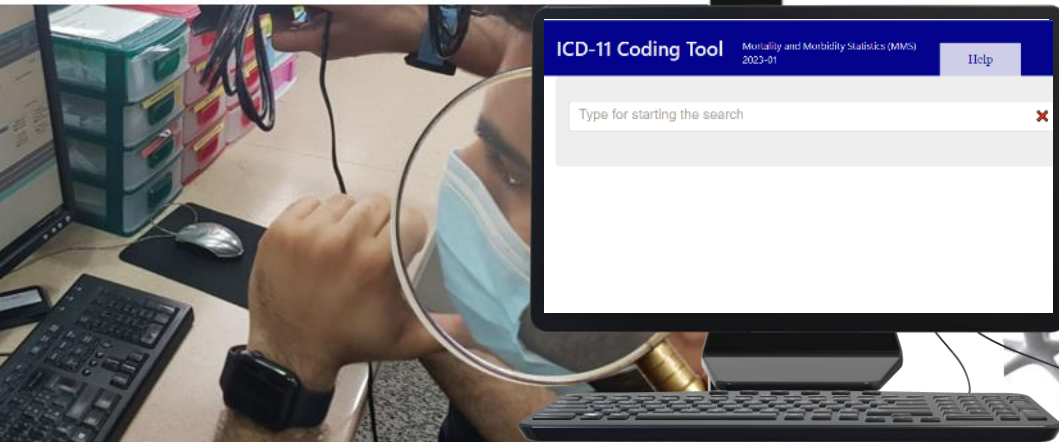 ICD-11 Coding Tool
Mortality and Morbidity Statistics (MMS)
2023-01
Help
Type for starting the search